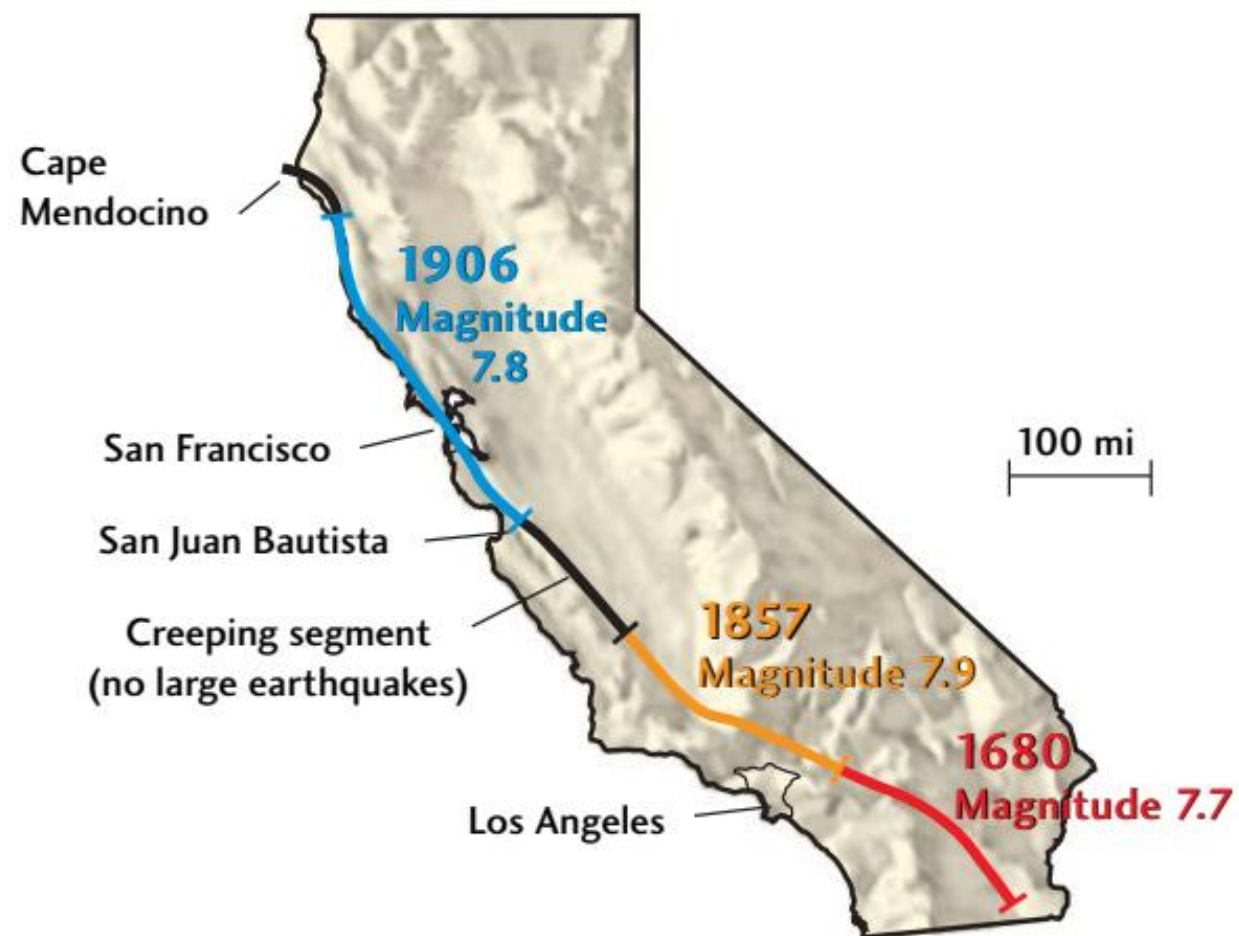 Cape
Mendocino
1906
Magnitude
7.8
San Francisco
100 mi
San Juan Bautista
Creeping segment
(no large earthquakes)
1857
Magnitude 7.9
1680
Magnitude 7.7
Los Angeles